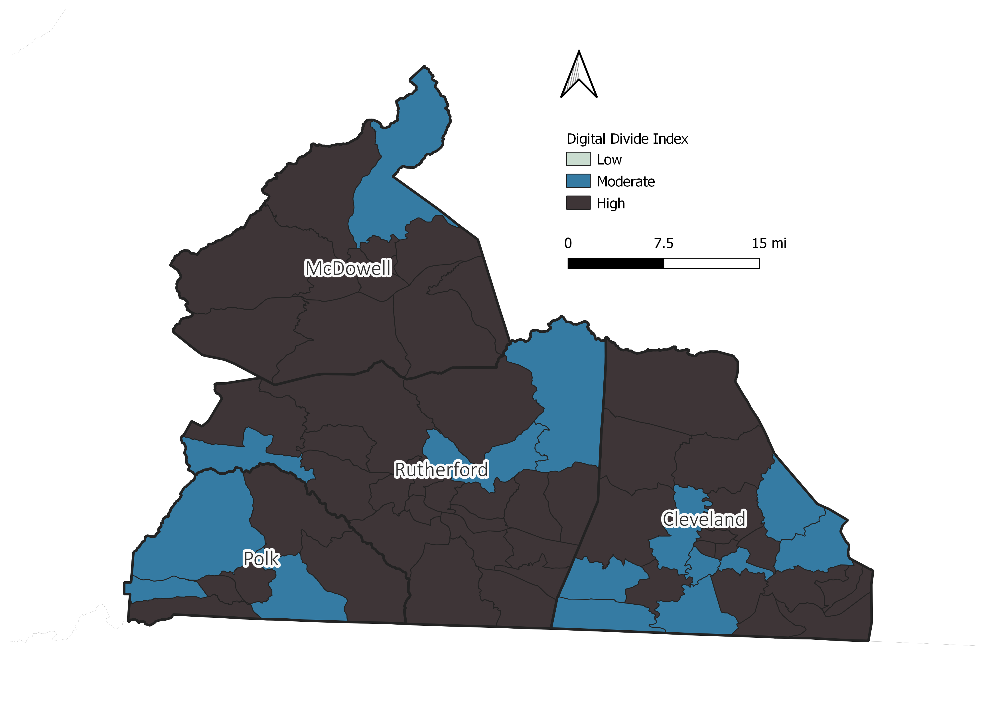 Digital Divide Index
Low
Moderate
High
0 7.5 15 mi
McDowell
Rutherford
Cleveland
Polk